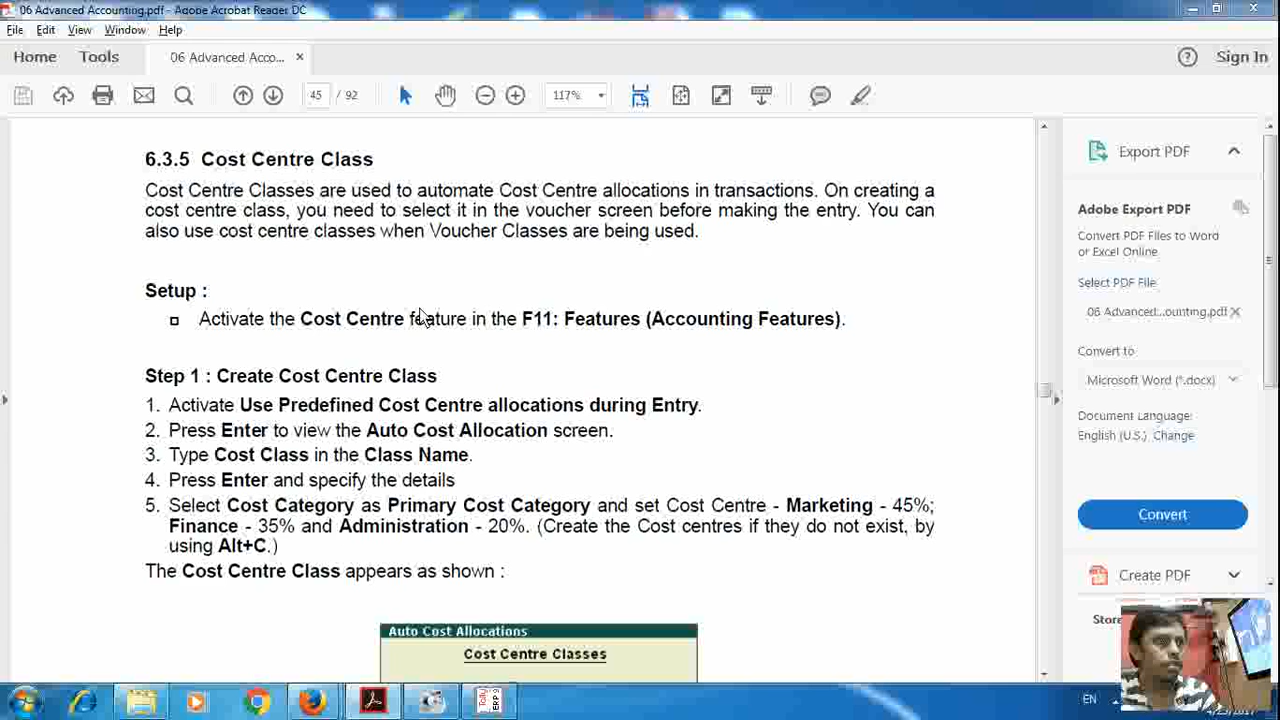 06 Advanced Accounting.pdf - Adobe Acrobat Reader DC
File Edit View Window Help
Home Tools 06 Advanced Acco... × Sign In
45 / 92 117%
6.3.5 Cost Centre Class
Cost Centre Classes are used to automate Cost Centre allocations in transactions. On creating a
cost centre class, you need to select it in the voucher screen before making the entry. You can
also use cost centre classes when Voucher Classes are being used.
Setup :
Activate the Cost Centre feature in the F11: Features (Accounting Features).
Step 1 : Create Cost Centre Class
1. Activate Use Predefined Cost Centre allocations during Entry.
2. Press Enter to view the Auto Cost Allocation screen.
3. Type Cost Class in the Class Name.
4. Press Enter and specify the details
5. Select Cost Category as Primary Cost Category and set Cost Centre - Marketing - 45%;
Finance - 35% and Administration - 20%. (Create the Cost centres if they do not exist, by
using Alt+C.)
The Cost Centre Class appears as shown :
Auto Cost Allocations
Cost Centre Classes
Export PDF
Adobe Export PDF
Convert PDF Files to Word
or Excel Online
Select PDF File
06 Advanced...ounting.pdf ×
Convert to
Microsoft Word (*.docx)
Document Language:
English (U.S.) Change
Convert
Create PDF
Store
Tally
ERP 9
EN